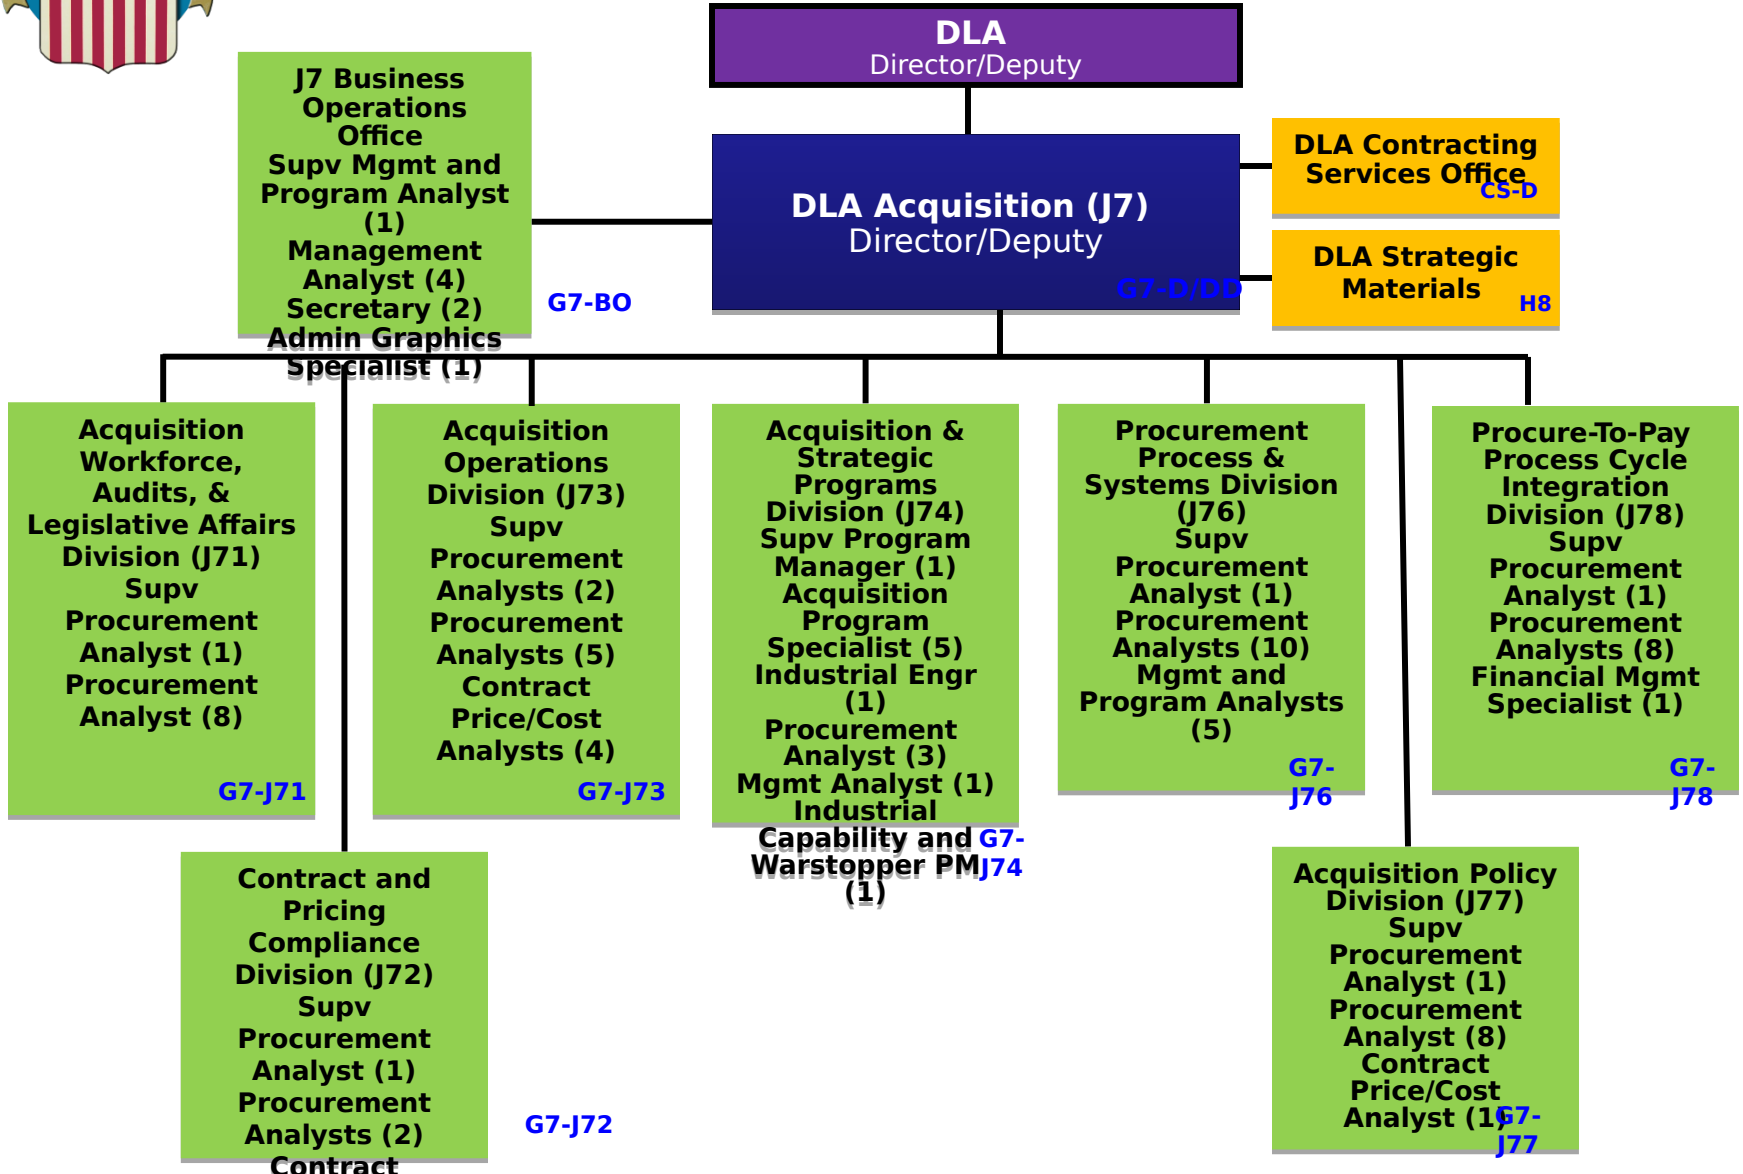 DLA
Director/Deputy
J7 Business
Operations
Office
Supv Mgmt and
Program Analyst
(1)
Management
Analyst (4)
Secretary (2)
Admin Graphics
Specialist (1)
G7-BO
DLA Acquisition (J7)
Director/Deputy
G7-D/DD
DLA Contracting
Services Office
CS-D
DLA Strategic
Materials
H8
Acquisition
Workforce,
Audits, &
Legislative Affairs
Division (J71)
Supv
Procurement
Analyst (1)
Procurement
Analyst (8)
G7-J71
Acquisition
Operations
Division (J73)
Supv
Procurement
Analysts (2)
Procurement
Analysts (5)
Contract
Price/Cost
Analysts (4)
G7-J73
Acquisition &
Strategic
Programs
Division (J74)
Supv Program
Manager (1)
Acquisition
Program
Specialist (5)
Industrial Engr
(1)
Procurement
Analyst (3)
Mgmt Analyst (1)
Industrial
Capability and
Warstopper PM
(1)
G7-
J74
Procurement
Process &
Systems Division
(J76)
Supv
Procurement
Analyst (1)
Procurement
Analysts (10)
Mgmt and
Program Analysts
(5)
G7-
J76
Procure-To-Pay
Process Cycle
Integration
Division (J78)
Supv
Procurement
Analyst (1)
Procurement
Analysts (8)
Financial Mgmt
Specialist (1)
G7-
J78
Contract and
Pricing
Compliance
Division (J72)
Supv
Procurement
Analyst (1)
Procurement
Analysts (2)
Contract
G7-J72
Acquisition Policy
Division (J77)
Supv
Procurement
Analyst (1)
Procurement
Analyst (8)
Contract
Price/Cost
Analyst (1)
G7-
J77